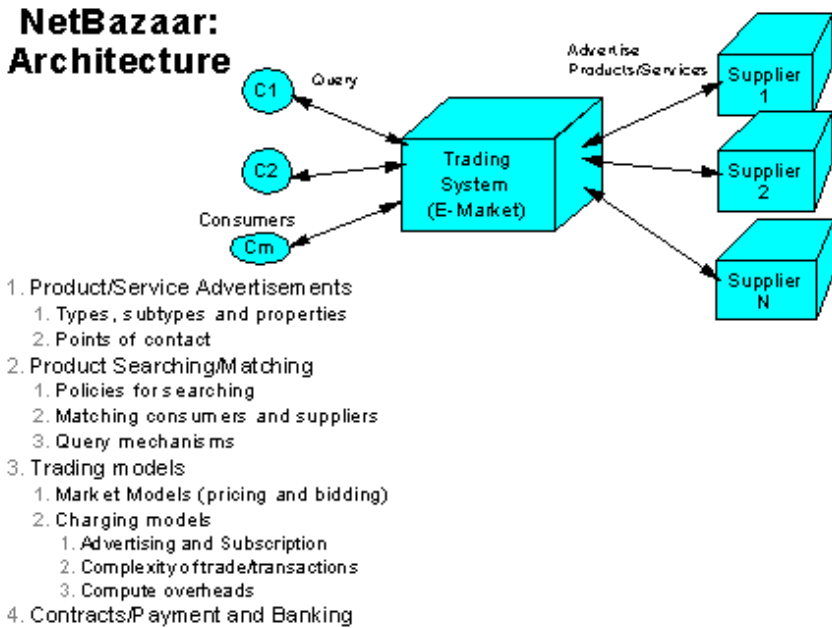 NetBazaar:
Architecture
C1
Query
C2
Consumers
Cm
Trading
System
(E-Market)
Advertise
Products/Services
Supplier
1
Supplier
2
Supplier
N
1. Product/Service Advertisements
1. Types, subtypes and properties
2. Points of contact
2. Product Searching/Matching
1. Policies for searching
2. Matching consumers and suppliers
3. Query mechanisms
3. Trading models
1. Market Models (pricing and bidding)
2. Charging models
1. Advertising and Subscription
2. Complexity of trade/transactions
3. Compute overheads
4. Contracts/Payment and Banking